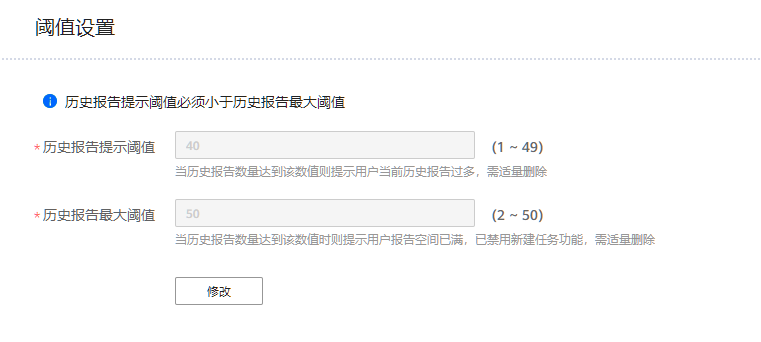 阈值设置
历史报告提示阈值必须小于历史报告最大阈值
* 历史报告提示阈值 40 (1 ~ 49)
当历史报告数量达到该数值则提示用户当前历史报告过多，需适量删除
* 历史报告最大阈值 50 (2 ~ 50)
当历史报告数量达到该数值时则提示用户报告空间已满，已禁用新建任务功能，需适量删除
修改